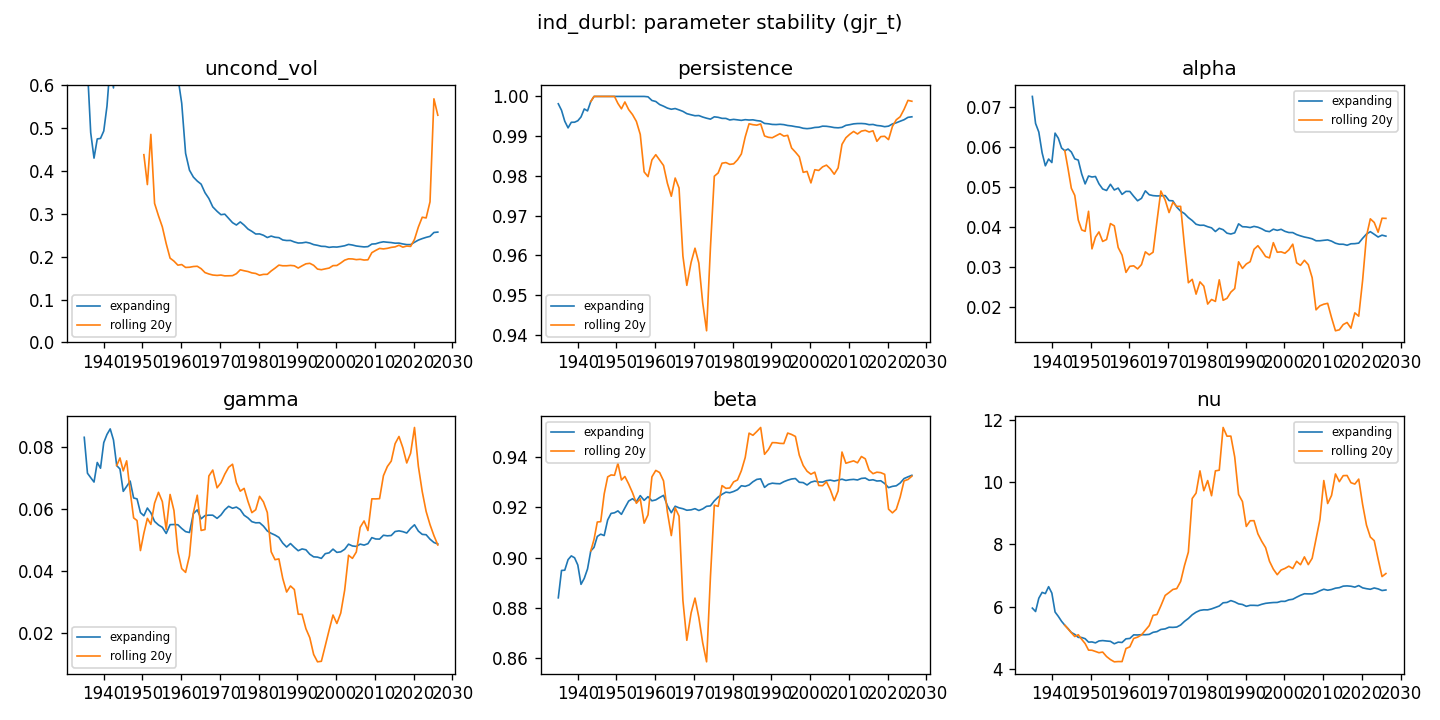 ind_durbl: parameter stability (gjr_t)
uncond_vol
0.6
0.5
0.4
0.3
0.2
0.1
0.0
expanding
rolling 20y
1940 1950 1960 1970 1980 1990 2000 2010 2020 2030
persistence
1.00
0.99
0.98
0.97
0.96
0.95
0.94
expanding
rolling 20y
1940 1950 1960 1970 1980 1990 2000 2010 2020 2030
alpha
0.07
0.06
0.05
0.04
0.03
0.02
expanding
rolling 20y
1940 1950 1960 1970 1980 1990 2000 2010 2020 2030
gamma
0.08
0.06
0.04
0.02
expanding
rolling 20y
1940 1950 1960 1970 1980 1990 2000 2010 2020 2030
beta
0.94
0.92
0.90
0.88
0.86
expanding
rolling 20y
1940 1950 1960 1970 1980 1990 2000 2010 2020 2030
nu
12
10
8
6
4
expanding
rolling 20y
1940 1950 1960 1970 1980 1990 2000 2010 2020 2030